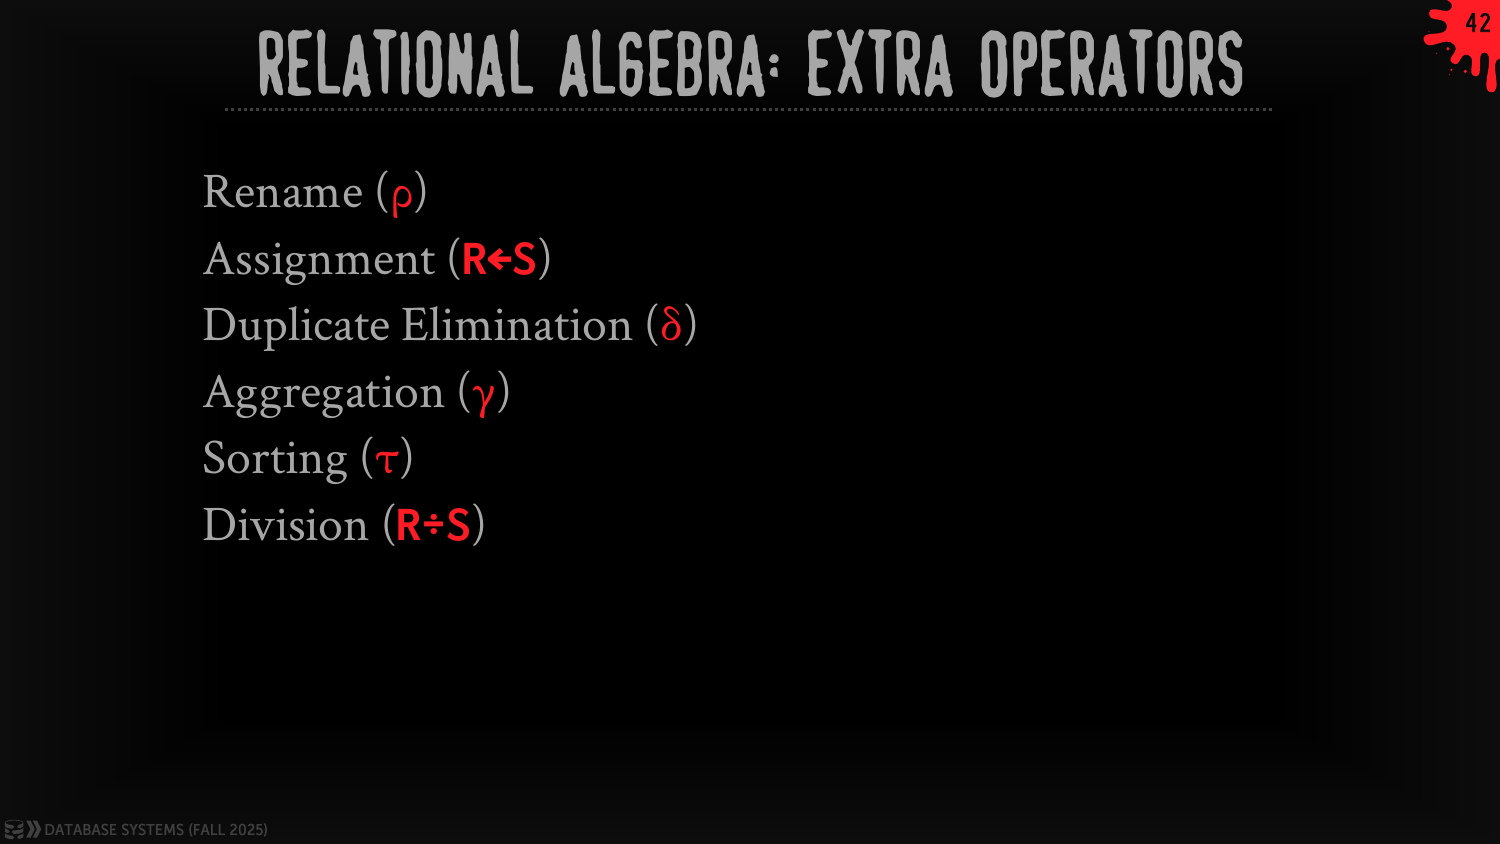 42
RELATIONAL ALGEBRA: EXTRA OPERATORS
Rename (ρ)
Assignment (R←S)
Duplicate Elimination (δ)
Aggregation (γ)
Sorting (τ)
Division (R÷S)
DATABASE SYSTEMS (FALL 2025)